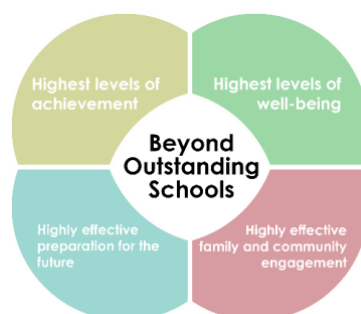 Highest levels of
achievement
Highest levels of
well-being
Beyond
Outstanding
Schools
Highly effective
preparation for the
future
Highly effective
family and community
engagement